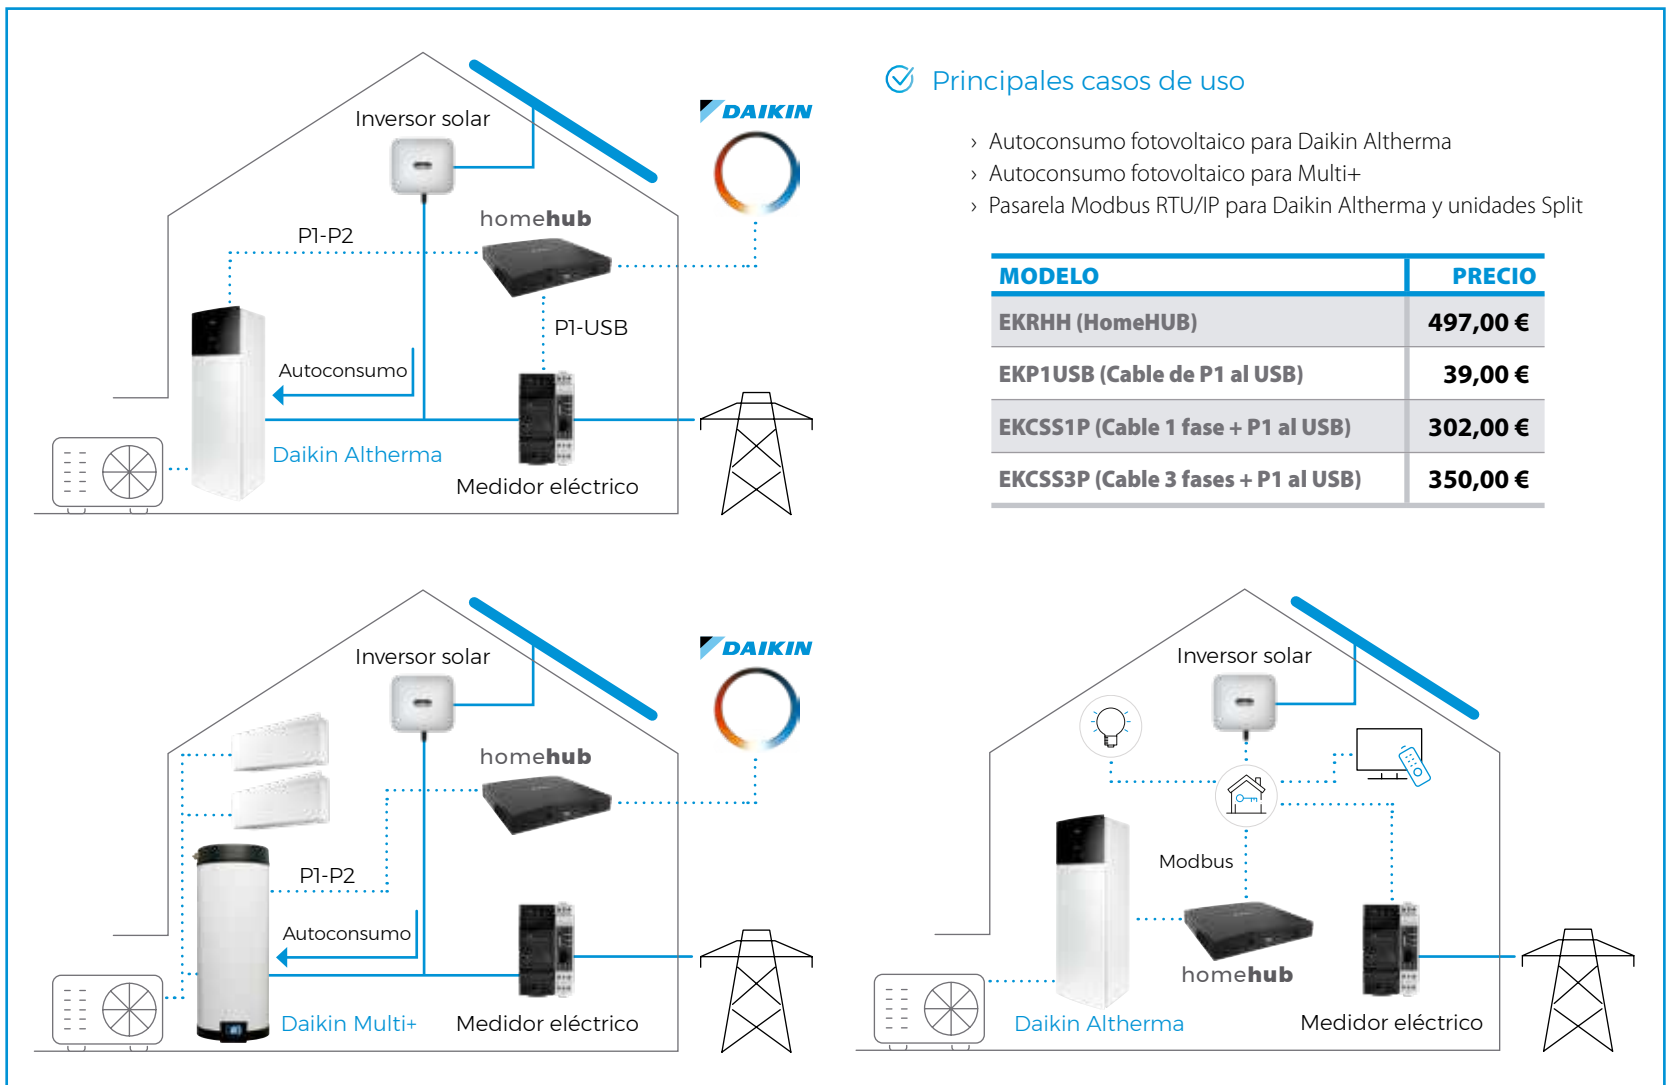 Inversor solar
DAIKIN
homehub
P1-P2
P1-USB
Autoconsumo
Daikin Altherma
Medidor eléctrico
Principales casos de uso
› Autoconsumo fotovoltaico para Daikin Altherma
› Autoconsumo fotovoltaico para Multi+
› Pasarela Modbus RTU/IP para Daikin Altherma y unidades Split
MODELO PRECIO
EKRHH (HomeHUB) 497,00 €
EKP1USB (Cable de P1 al USB) 39,00 €
EKCSS1P (Cable 1 fase + P1 al USB) 302,00 €
EKCSS3P (Cable 3 fases + P1 al USB) 350,00 €
Inversor solar
DAIKIN
homehub
P1-P2
Autoconsumo
Daikin Multi+
Medidor eléctrico
Inversor solar
Modbus
homehub
Daikin Altherma
Medidor eléctrico